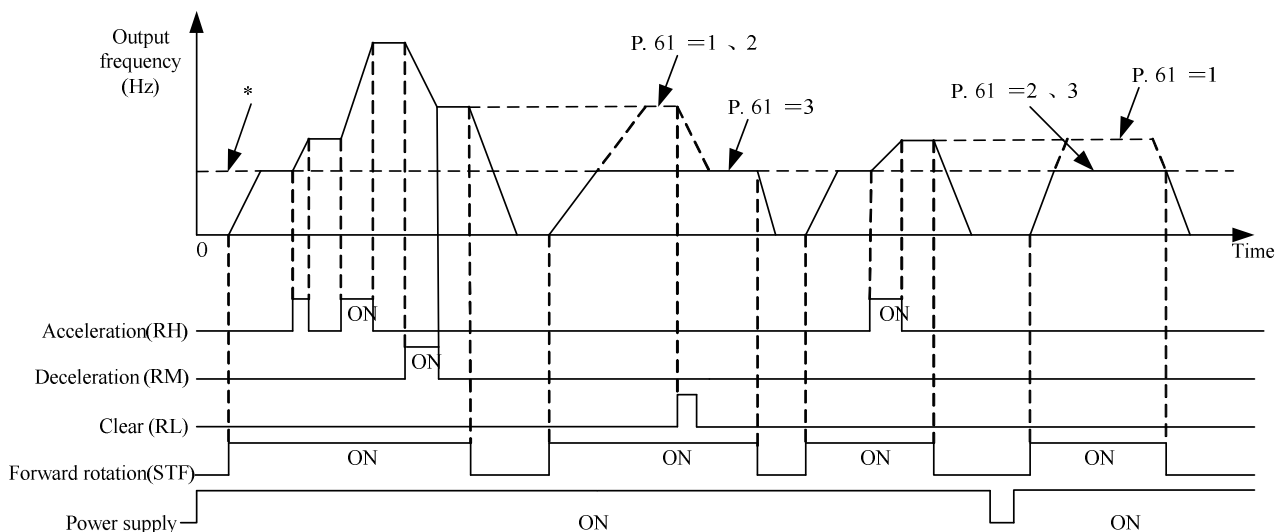 Output
frequency
(Hz)
*
P. 61 =1 、2
P. 61 =3
P. 61 =2 、3
P. 61 =1
0
Time
Acceleration(RH)
ON
ON
Deceleration (RM)
ON
Clear (RL)
Forward rotation(STF)
ON
ON
ON
ON
Power supply
ON
ON